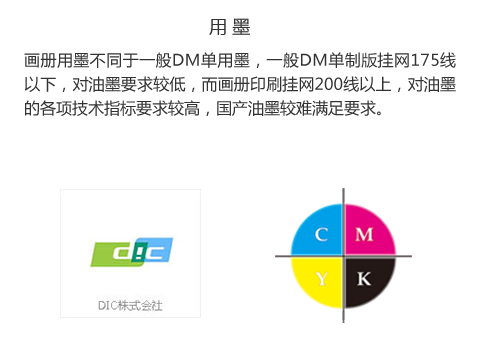 用 墨
画册用墨不同于一般DM单用墨，一般DM单制版挂网175线
以下，对油墨要求较低，而画册印刷挂网200线以上，对油墨
的各项技术指标要求较高，国产油墨较难满足要求。
dic
DIC株式会社
C M
Y K